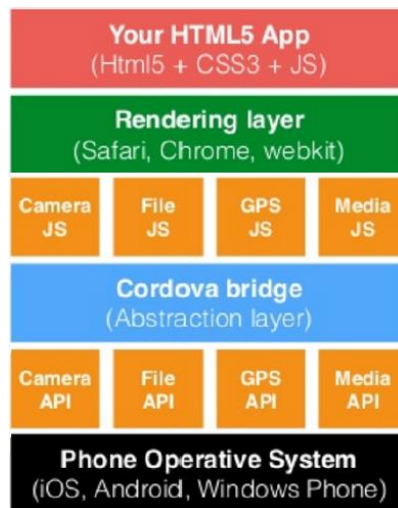 Your HTML5 App
(Html5 + CSS3 + JS)
Rendering layer
(Safari, Chrome, webkit)
Camera JS
File JS
GPS JS
Media JS
Cordova bridge
(Abstraction layer)
Camera API
File API
GPS API
Media API
Phone Operative System
(iOS, Android, Windows Phone)